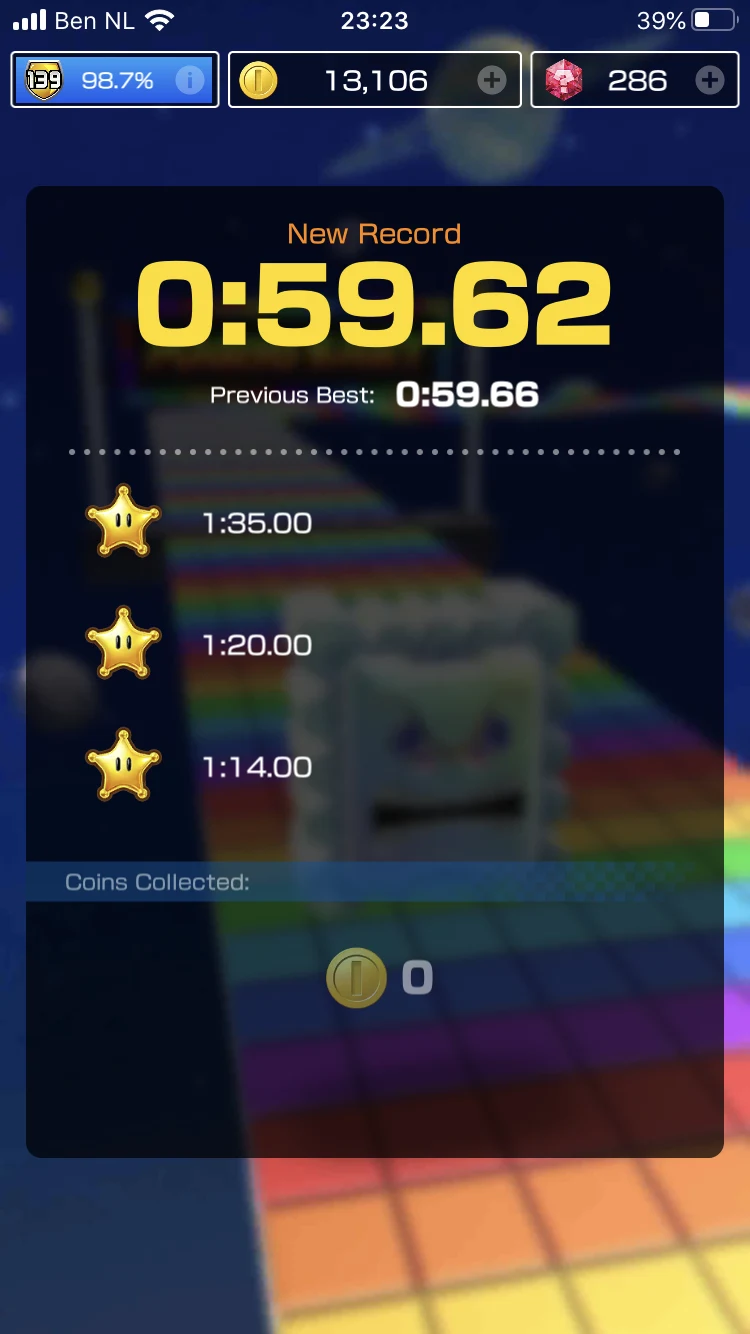 Ben NL 23:23 39%
139 98.7% i 13,106 + ? 286 +
New Record
0:59.62
Previous Best: 0:59.66
1:35.00
1:20.00
1:14.00
Coins Collected:
0